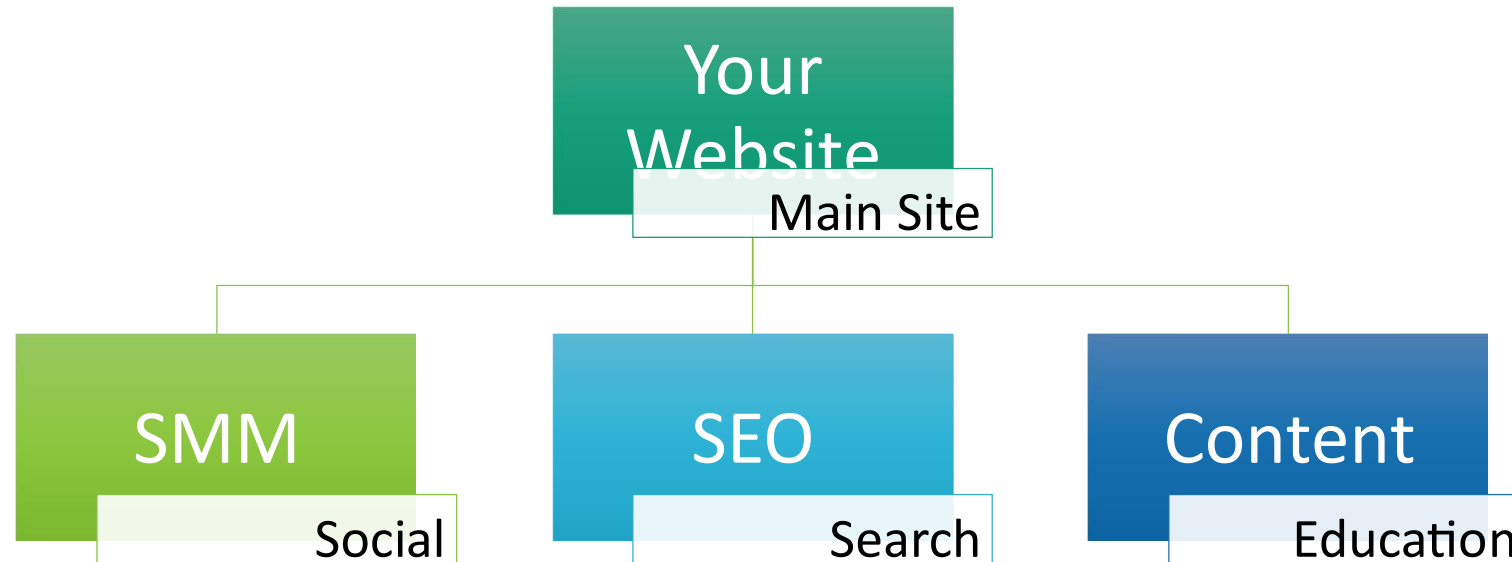 Your
Website
Main Site
SMM
Social
SEO
Search
Content
Education